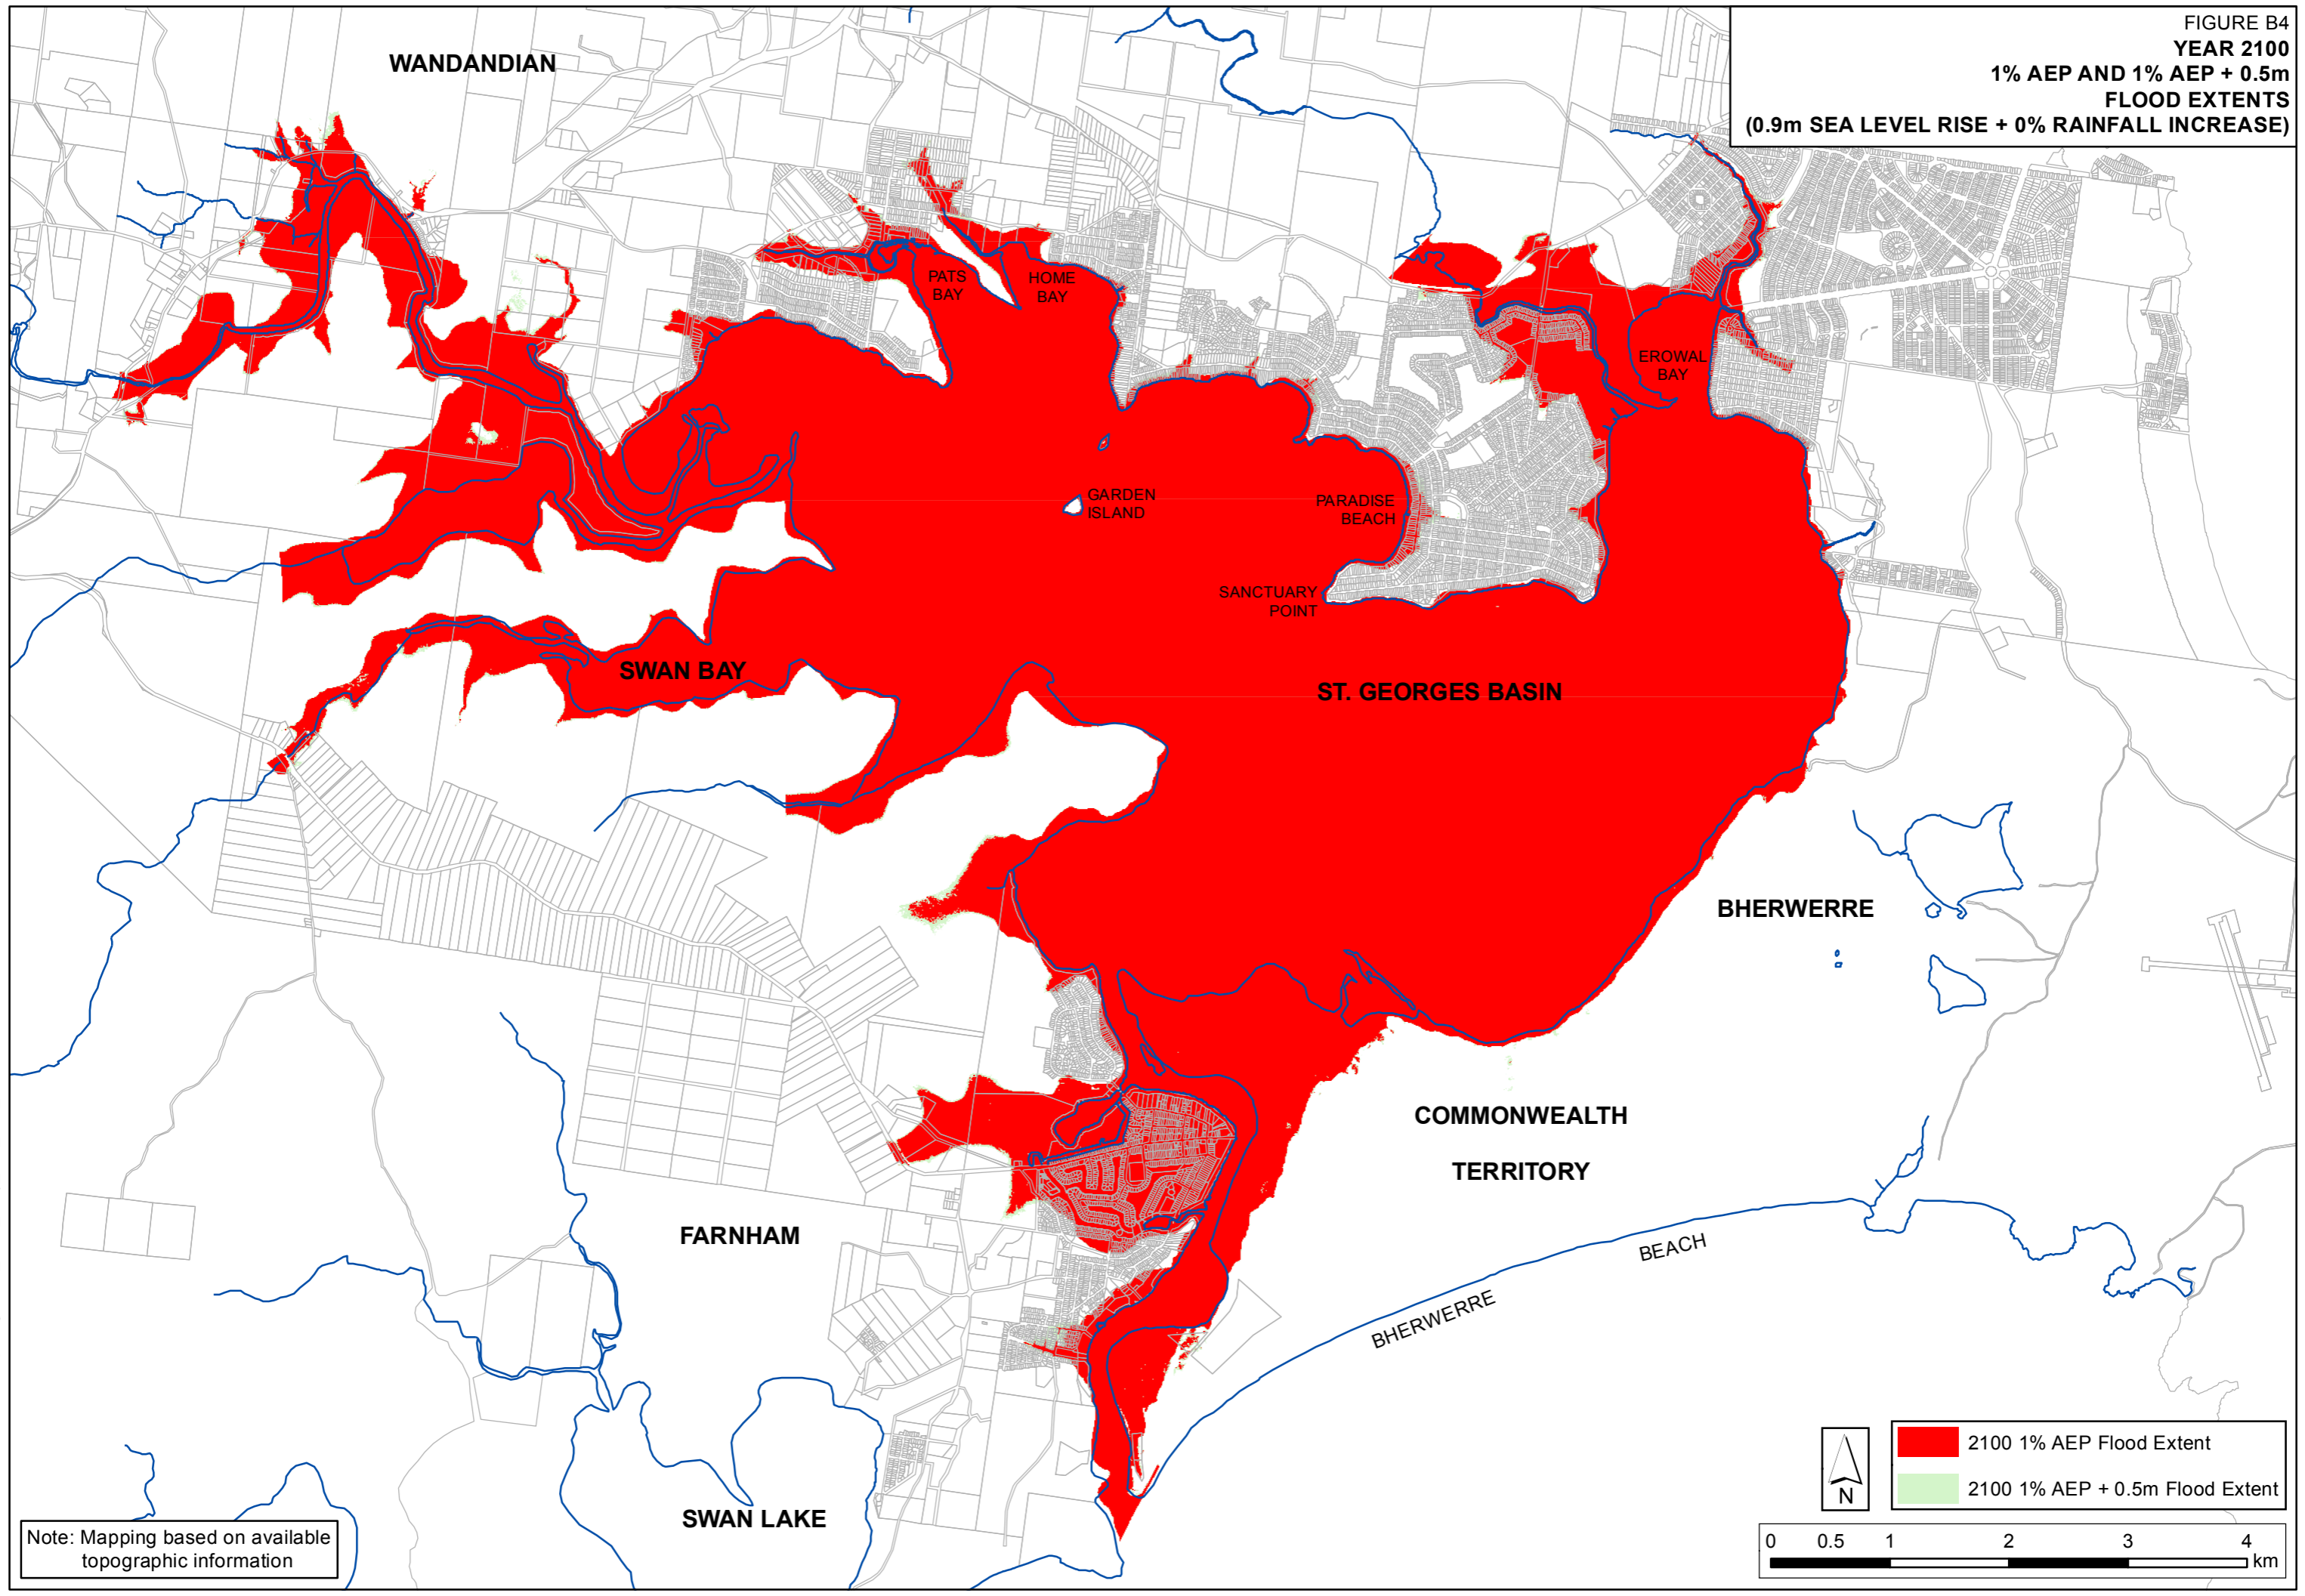 FIGURE B4
YEAR 2100
1% AEP AND 1% AEP + 0.5m
FLOOD EXTENTS
(0.9m SEA LEVEL RISE + 0% RAINFALL INCREASE)
WANDANDIAN
PATS
BAY
HOME
BAY
EROWAL
BAY
GARDEN
ISLAND
PARADISE
BEACH
SANCTUARY
POINT
SWAN BAY
ST. GEORGES BASIN
BHERWERRE
COMMONWEALTH
TERRITORY
FARNHAM
BHERWERRE
BEACH
SWAN LAKE
N
2100 1% AEP Flood Extent
2100 1% AEP + 0.5m Flood Extent
0 0.5 1 2 3 4
km
Note: Mapping based on available
topographic information